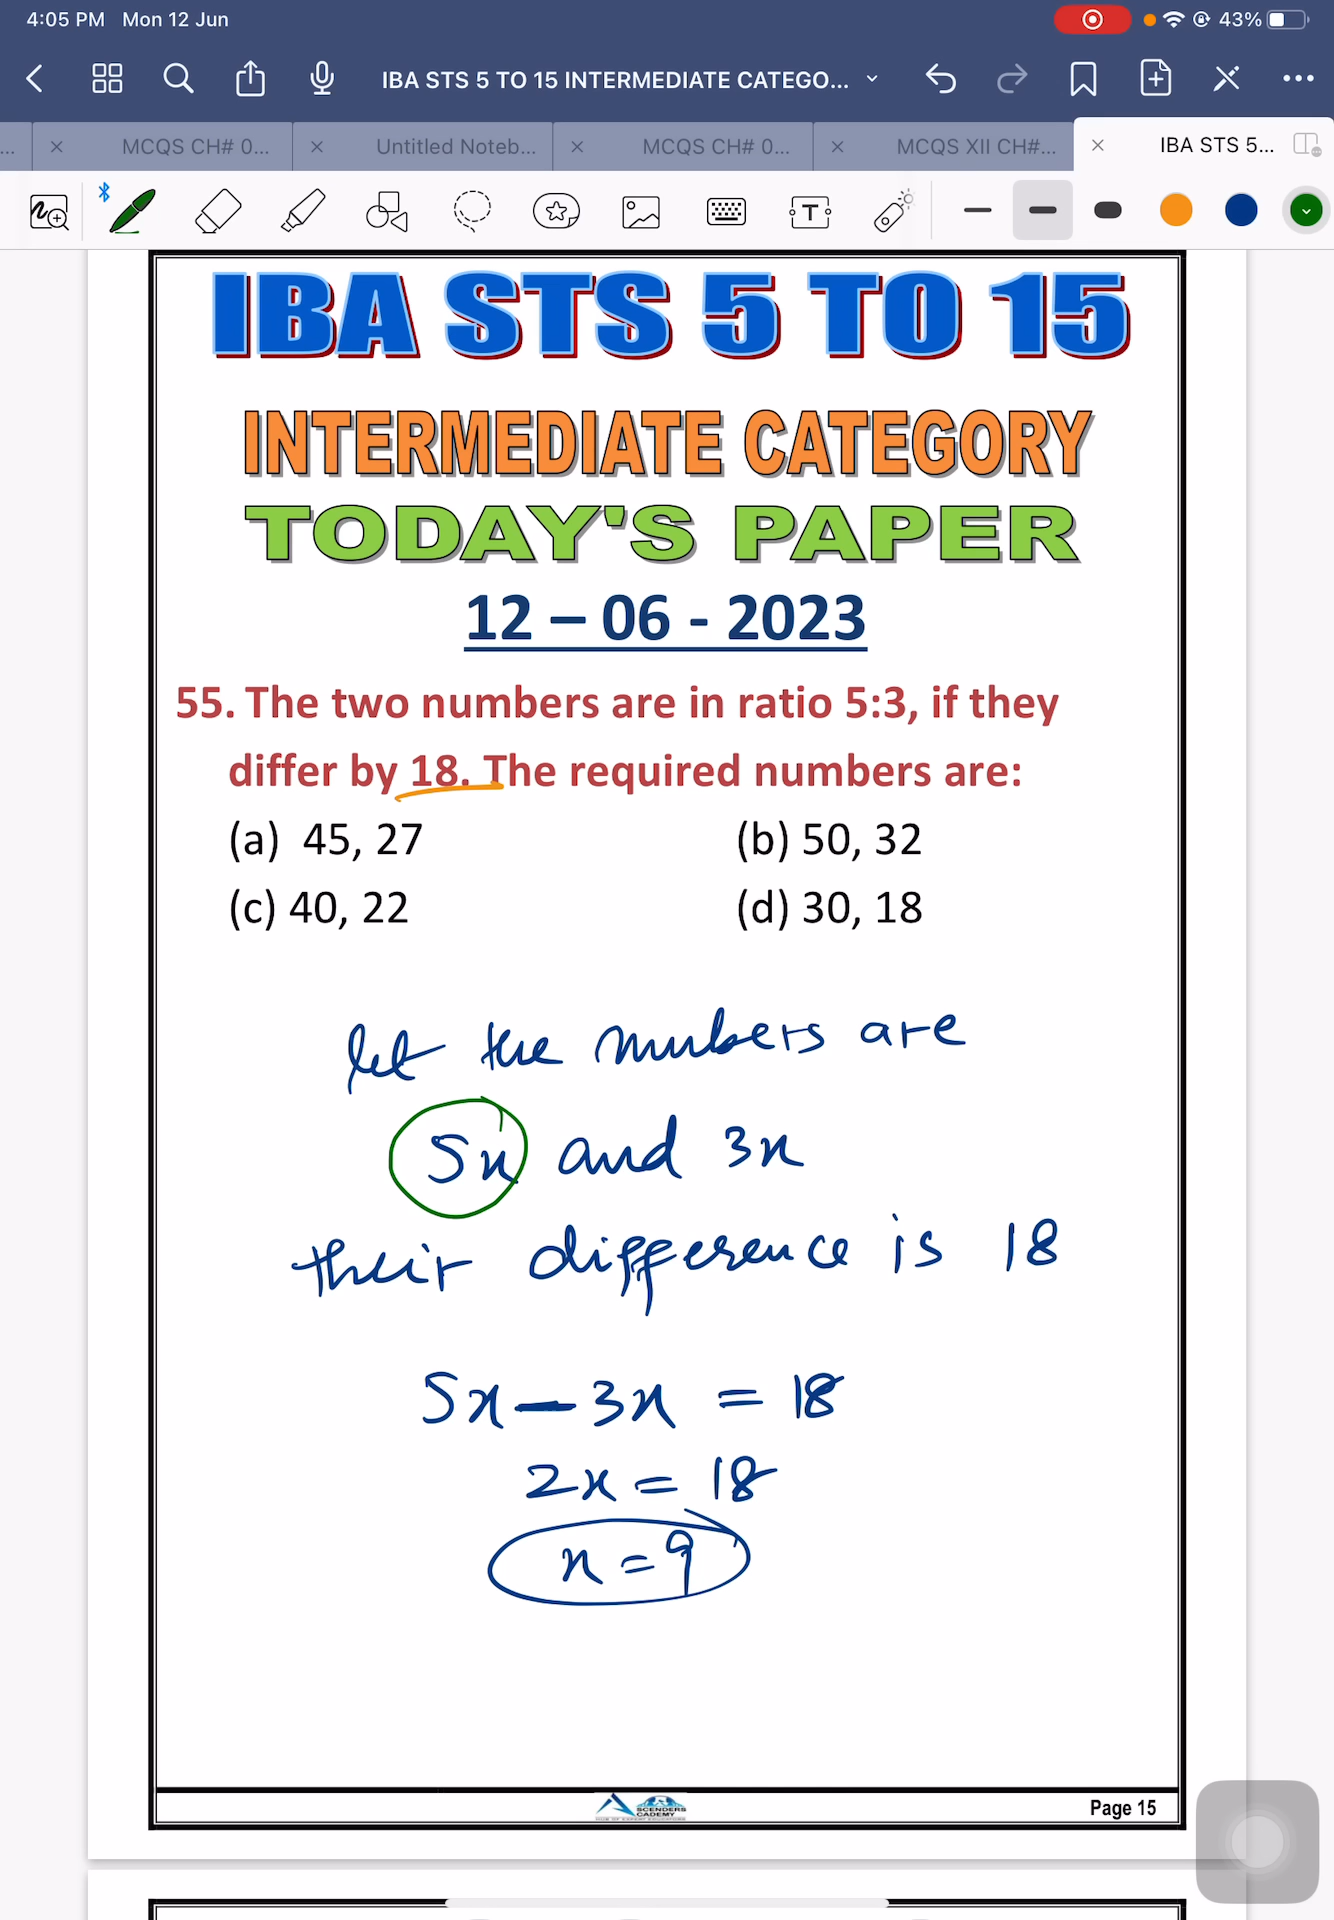 4:05 PM Mon 12 Jun 43%
IBA STS 5 TO 15 INTERMEDIATE CATEGO...
... MCQS CH# 0... Untitled Noteb... MCQS CH# 0... MCQS XII CH#... IBA STS 5...
IBA STS 5 TO 15
INTERMEDIATE CATEGORY
TODAY'S PAPER
12 – 06 - 2023
55. The two numbers are in ratio 5:3, if they
differ by 18. The required numbers are:
(a) 45, 27 (b) 50, 32
(c) 40, 22 (d) 30, 18
let the numbers are
5x and 3x
their difference is 18
5x – 3x = 18
2x = 18
x = 9
SCENDERS
CADEMY
Page 15